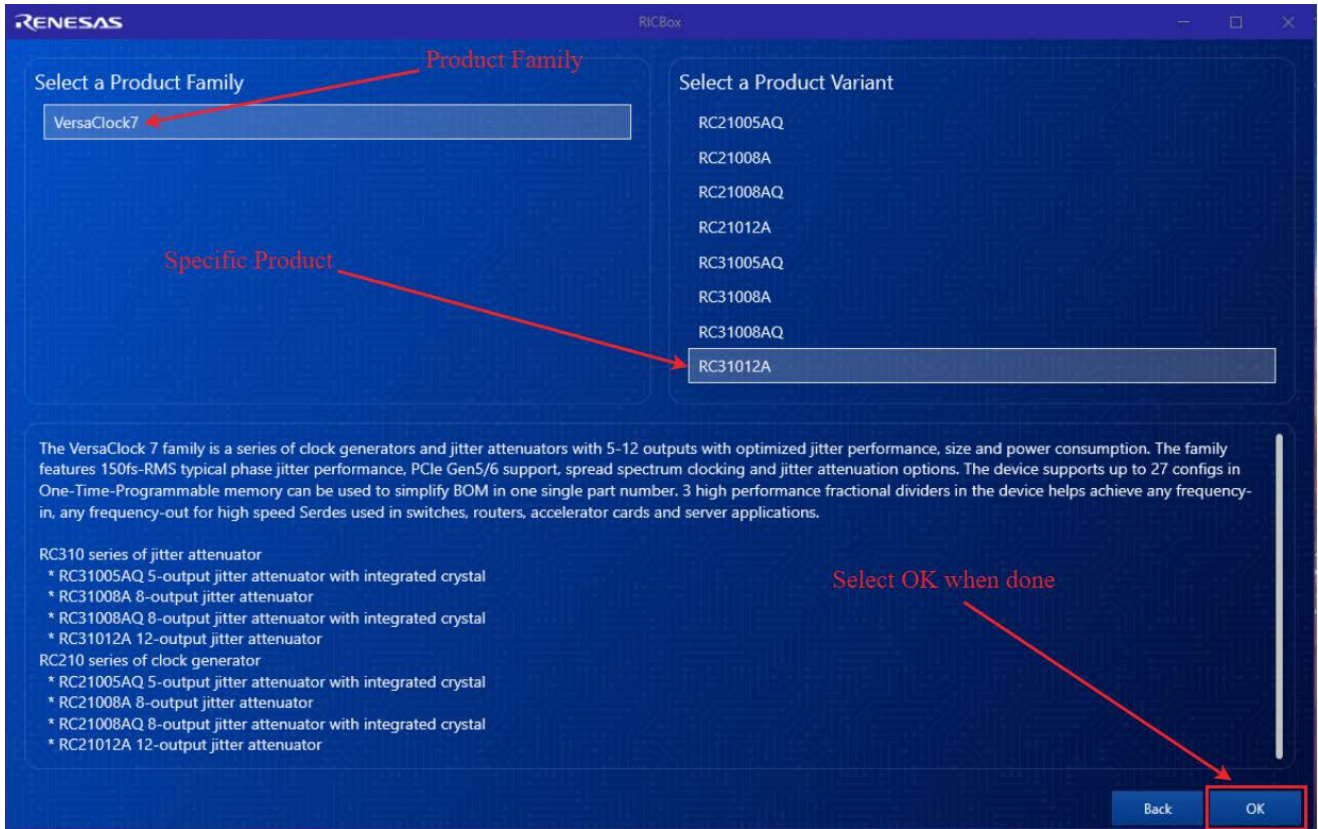 RENESAS
RICBox
Product Family
Select a Product Family
VersaClock7
Specific Product
Select a Product Variant
RC21005AQ
RC21008A
RC21008AQ
RC21012A
RC31005AQ
RC31008A
RC31008AQ
RC31012A
The VersaClock 7 family is a series of clock generators and jitter attenuators with 5-12 outputs with optimized jitter performance, size and power consumption. The family
features 150fs-RMS typical phase jitter performance, PCIe Gen5/6 support, spread spectrum clocking and jitter attenuation options. The device supports up to 27 configs in
One-Time-Programmable memory can be used to simplify BOM in one single part number. 3 high performance fractional dividers in the device helps achieve any frequency-
in, any frequency-out for high speed Serdes used in switches, routers, accelerator cards and server applications.
RC310 series of jitter attenuator
* RC31005AQ 5-output jitter attenuator with integrated crystal
* RC31008A 8-output jitter attenuator
* RC31008AQ 8-output jitter attenuator with integrated crystal
* RC31012A 12-output jitter attenuator
RC210 series of clock generator
* RC21005AQ 5-output jitter attenuator with integrated crystal
* RC21008A 8-output jitter attenuator
* RC21008AQ 8-output jitter attenuator with integrated crystal
* RC21012A 12-output jitter attenuator
Select OK when done
Back
OK